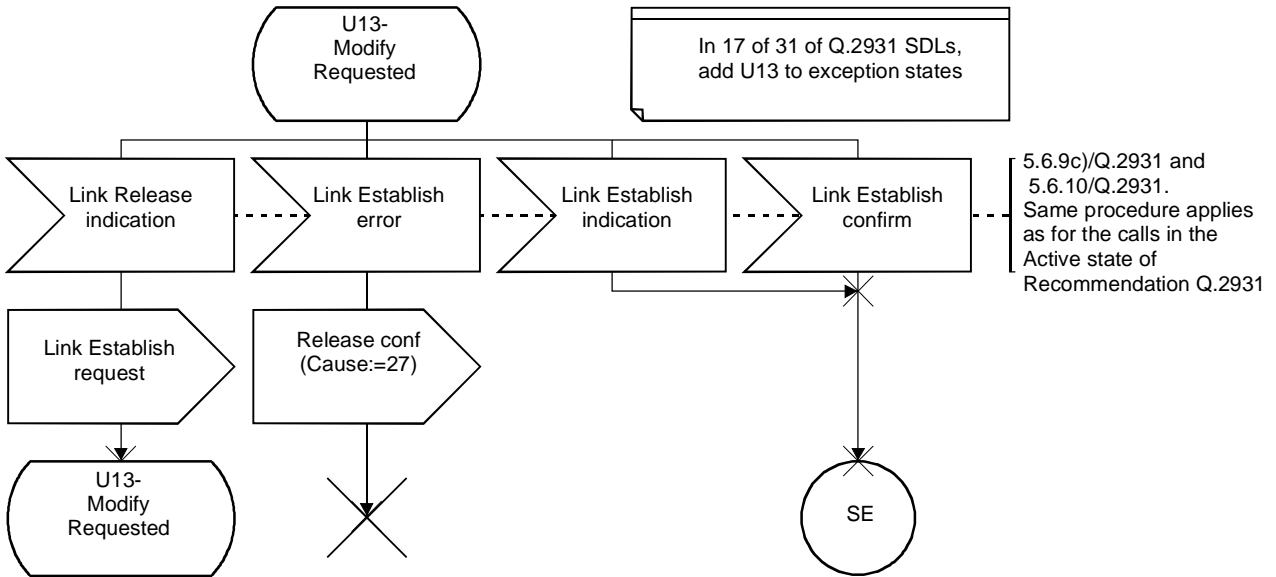 U13-
Modify
Requested
In 17 of 31 of Q.2931 SDLs,
add U13 to exception states
Link Release
indication
Link Establish
error
Link Establish
indication
Link Establish
confirm
5.6.9c)/Q.2931 and
5.6.10/Q.2931.
Same procedure applies
as for the calls in the
Active state of
Recommendation Q.2931
Link Establish
request
Release conf
(Cause:=27)
U13-
Modify
Requested
SE